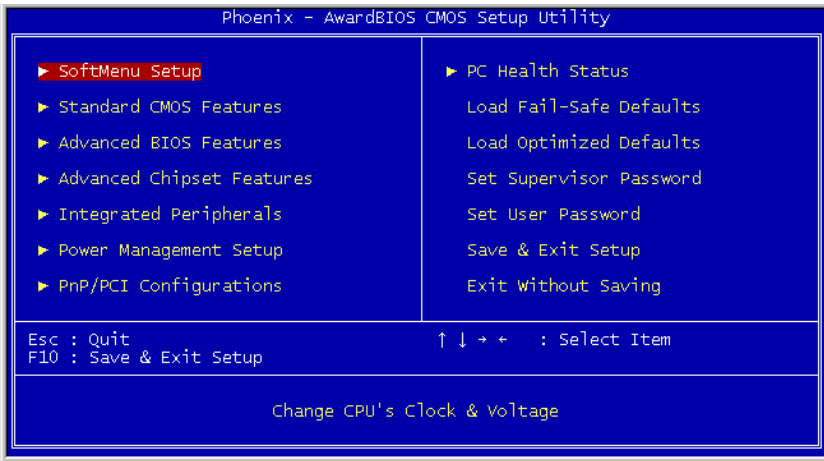 Phoenix - AwardBIOS CMOS Setup Utility
▶ SoftMenu Setup
▶ Standard CMOS Features
▶ Advanced BIOS Features
▶ Advanced Chipset Features
▶ Integrated Peripherals
▶ Power Management Setup
▶ PnP/PCI Configurations
▶ PC Health Status
Load Fail-Safe Defaults
Load Optimized Defaults
Set Supervisor Password
Set User Password
Save & Exit Setup
Exit Without Saving
Esc : Quit
F10 : Save & Exit Setup
↑ ↓ → ← : Select Item
Change CPU's Clock & Voltage